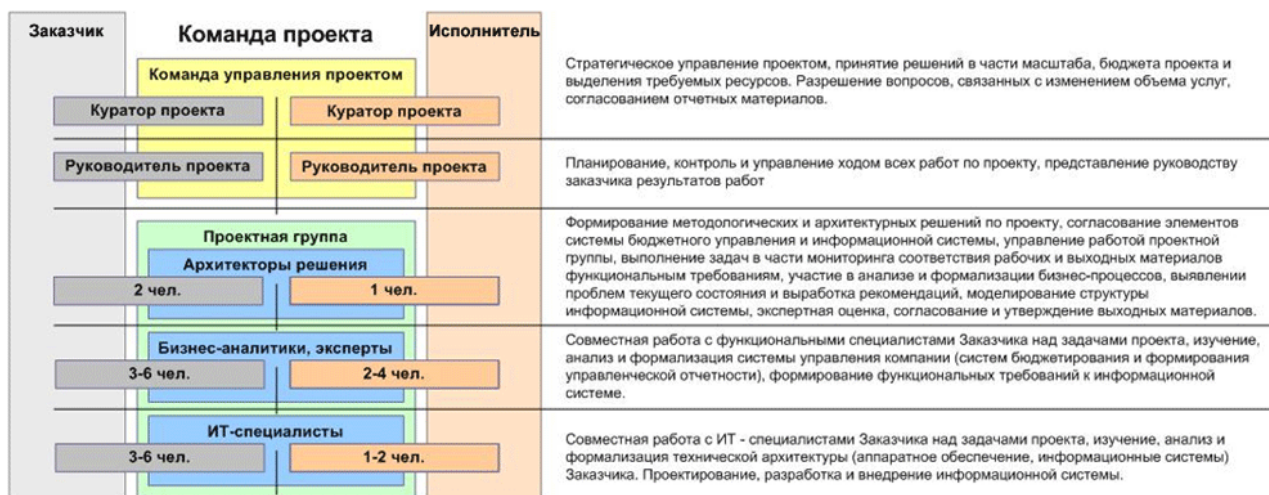 Заказчик
Команда проекта
Исполнитель
Команда управления проектом
Куратор проекта
Куратор проекта
Стратегическое управление проектом, принятие решений в части масштаба, бюджета проекта и
выделения требуемых ресурсов. Разрешение вопросов, связанных с изменением объема услуг,
согласованием отчетных материалов.
Руководитель проекта
Руководитель проекта
Планирование, контроль и управление ходом всех работ по проекту, представление руководству
заказчика результатов работ
Проектная группа
Архитекторы решения
2 чел.
1 чел.
Формирование методологических и архитектурных решений по проекту, согласование элементов
системы бюджетного управления и информационной системы, управление работой проектной
группы, выполнение задач в части мониторинга соответствия рабочих и выходных материалов
функциональным требованиям, участие в анализе и формализации бизнес-процессов, выявлении
проблем текущего состояния и выработка рекомендаций, моделирование структуры
информационной системы, экспертная оценка, согласование и утверждение выходных материалов.
Бизнес-аналитики, эксперты
3-6 чел.
2-4 чел.
Совместная работа с функциональными специалистами Заказчика над задачами проекта, изучение,
анализ и формализация системы управления компании (систем бюджетирования и формирования
управленческой отчетности), формирование функциональных требований к информационной
системе.
ИТ-специалисты
3-6 чел.
1-2 чел.
Совместная работа с ИТ - специалистами Заказчика над задачами проекта, изучение, анализ и
формализация технической архитектуры (аппаратное обеспечение, информационные системы)
Заказчика. Проектирование, разработка и внедрение информационной системы.